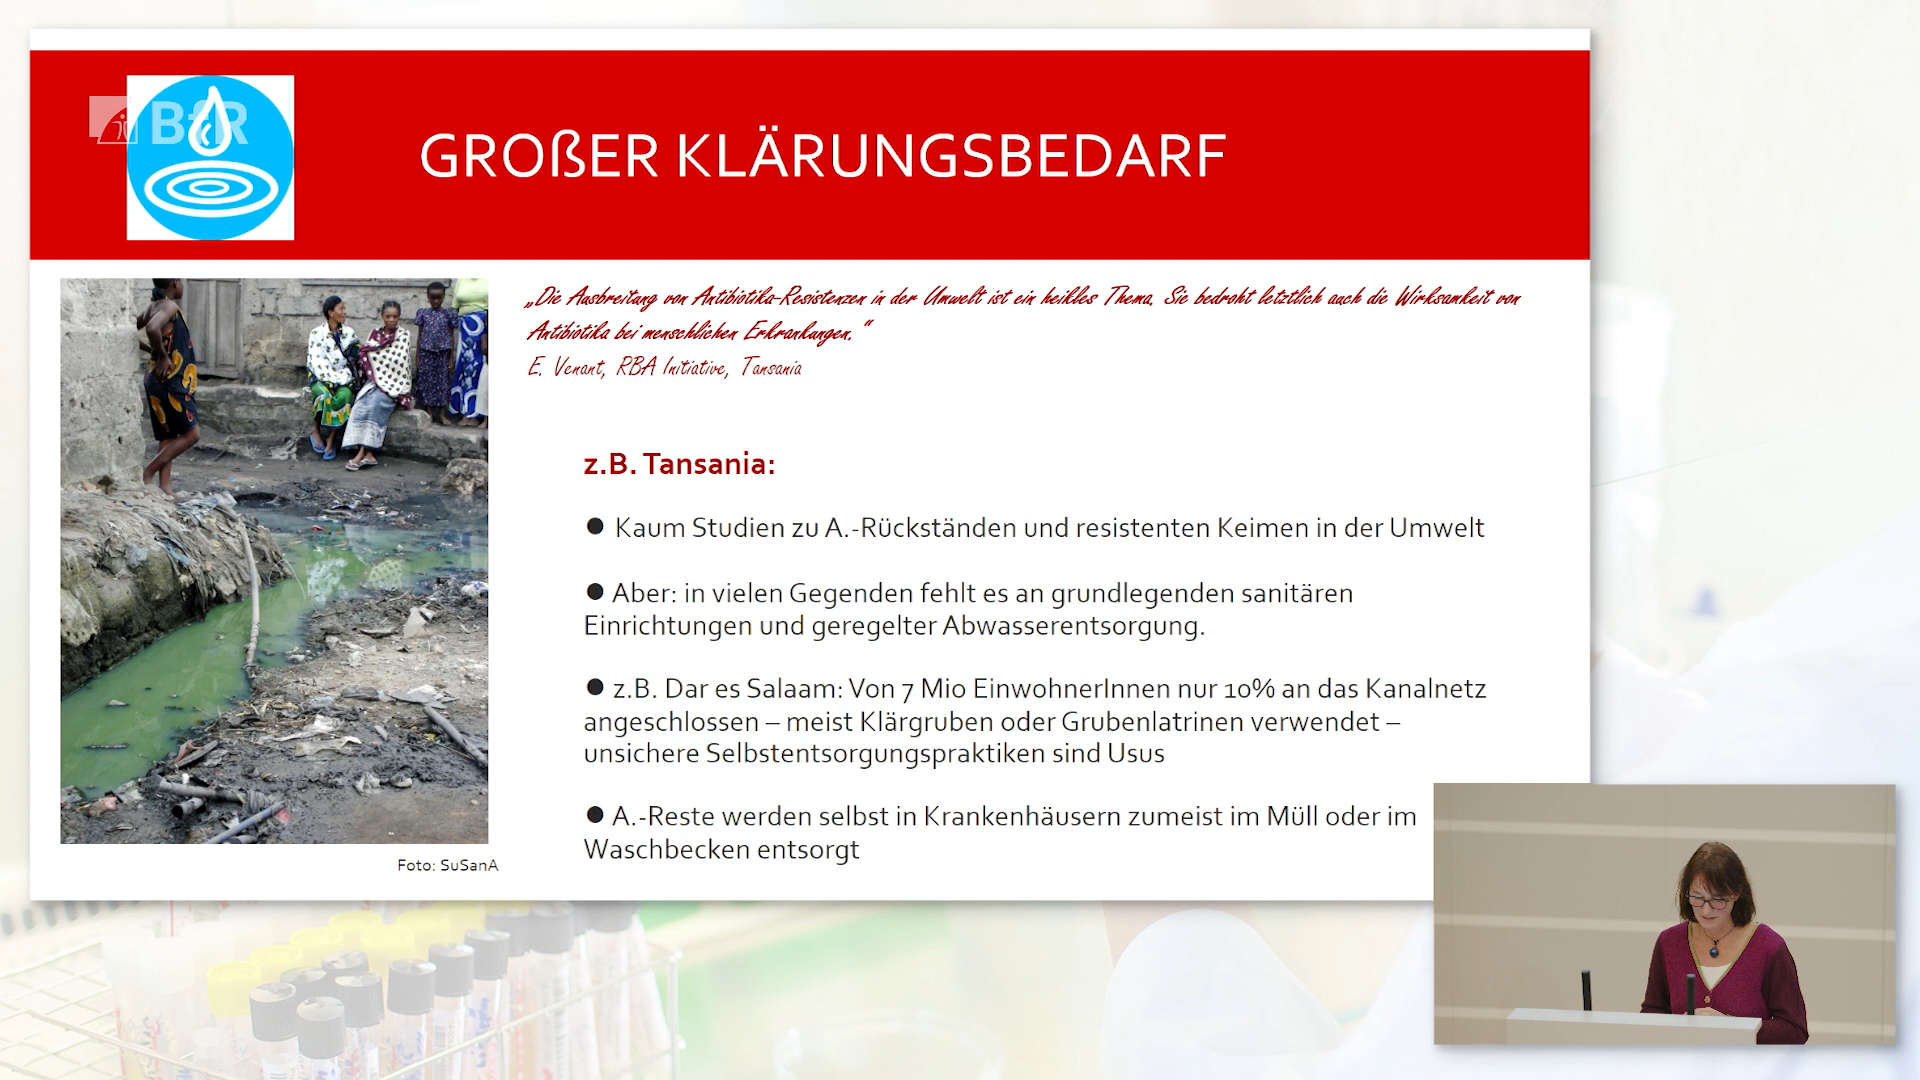 BfR
GROßER KLÄRUNGSBEDARF
„Die Ausbreitung von Antibiotika-Resistenzen in der Umwelt ist ein heikles Thema. Sie bedroht letztlich auch die Wirksamkeit von
Antibiotika bei menschlichen Erkrankungen."
E. Venant, RBA Initiative, Tansania
z.B. Tansania:
● Kaum Studien zu A.-Rückständen und resistenten Keimen in der Umwelt
● Aber: in vielen Gegenden fehlt es an grundlegenden sanitären
Einrichtungen und geregelter Abwasserentsorgung.
● z.B. Dar es Salaam: Von 7 Mio EinwohnerInnen nur 10% an das Kanalnetz
angeschlossen – meist Klärgruben oder Grubenlatrinen verwendet –
unsichere Selbstentsorgungspraktiken sind Usus
● A.-Reste werden selbst in Krankenhäusern zumeist im Müll oder im
Waschbecken entsorgt
Foto: SuSanA